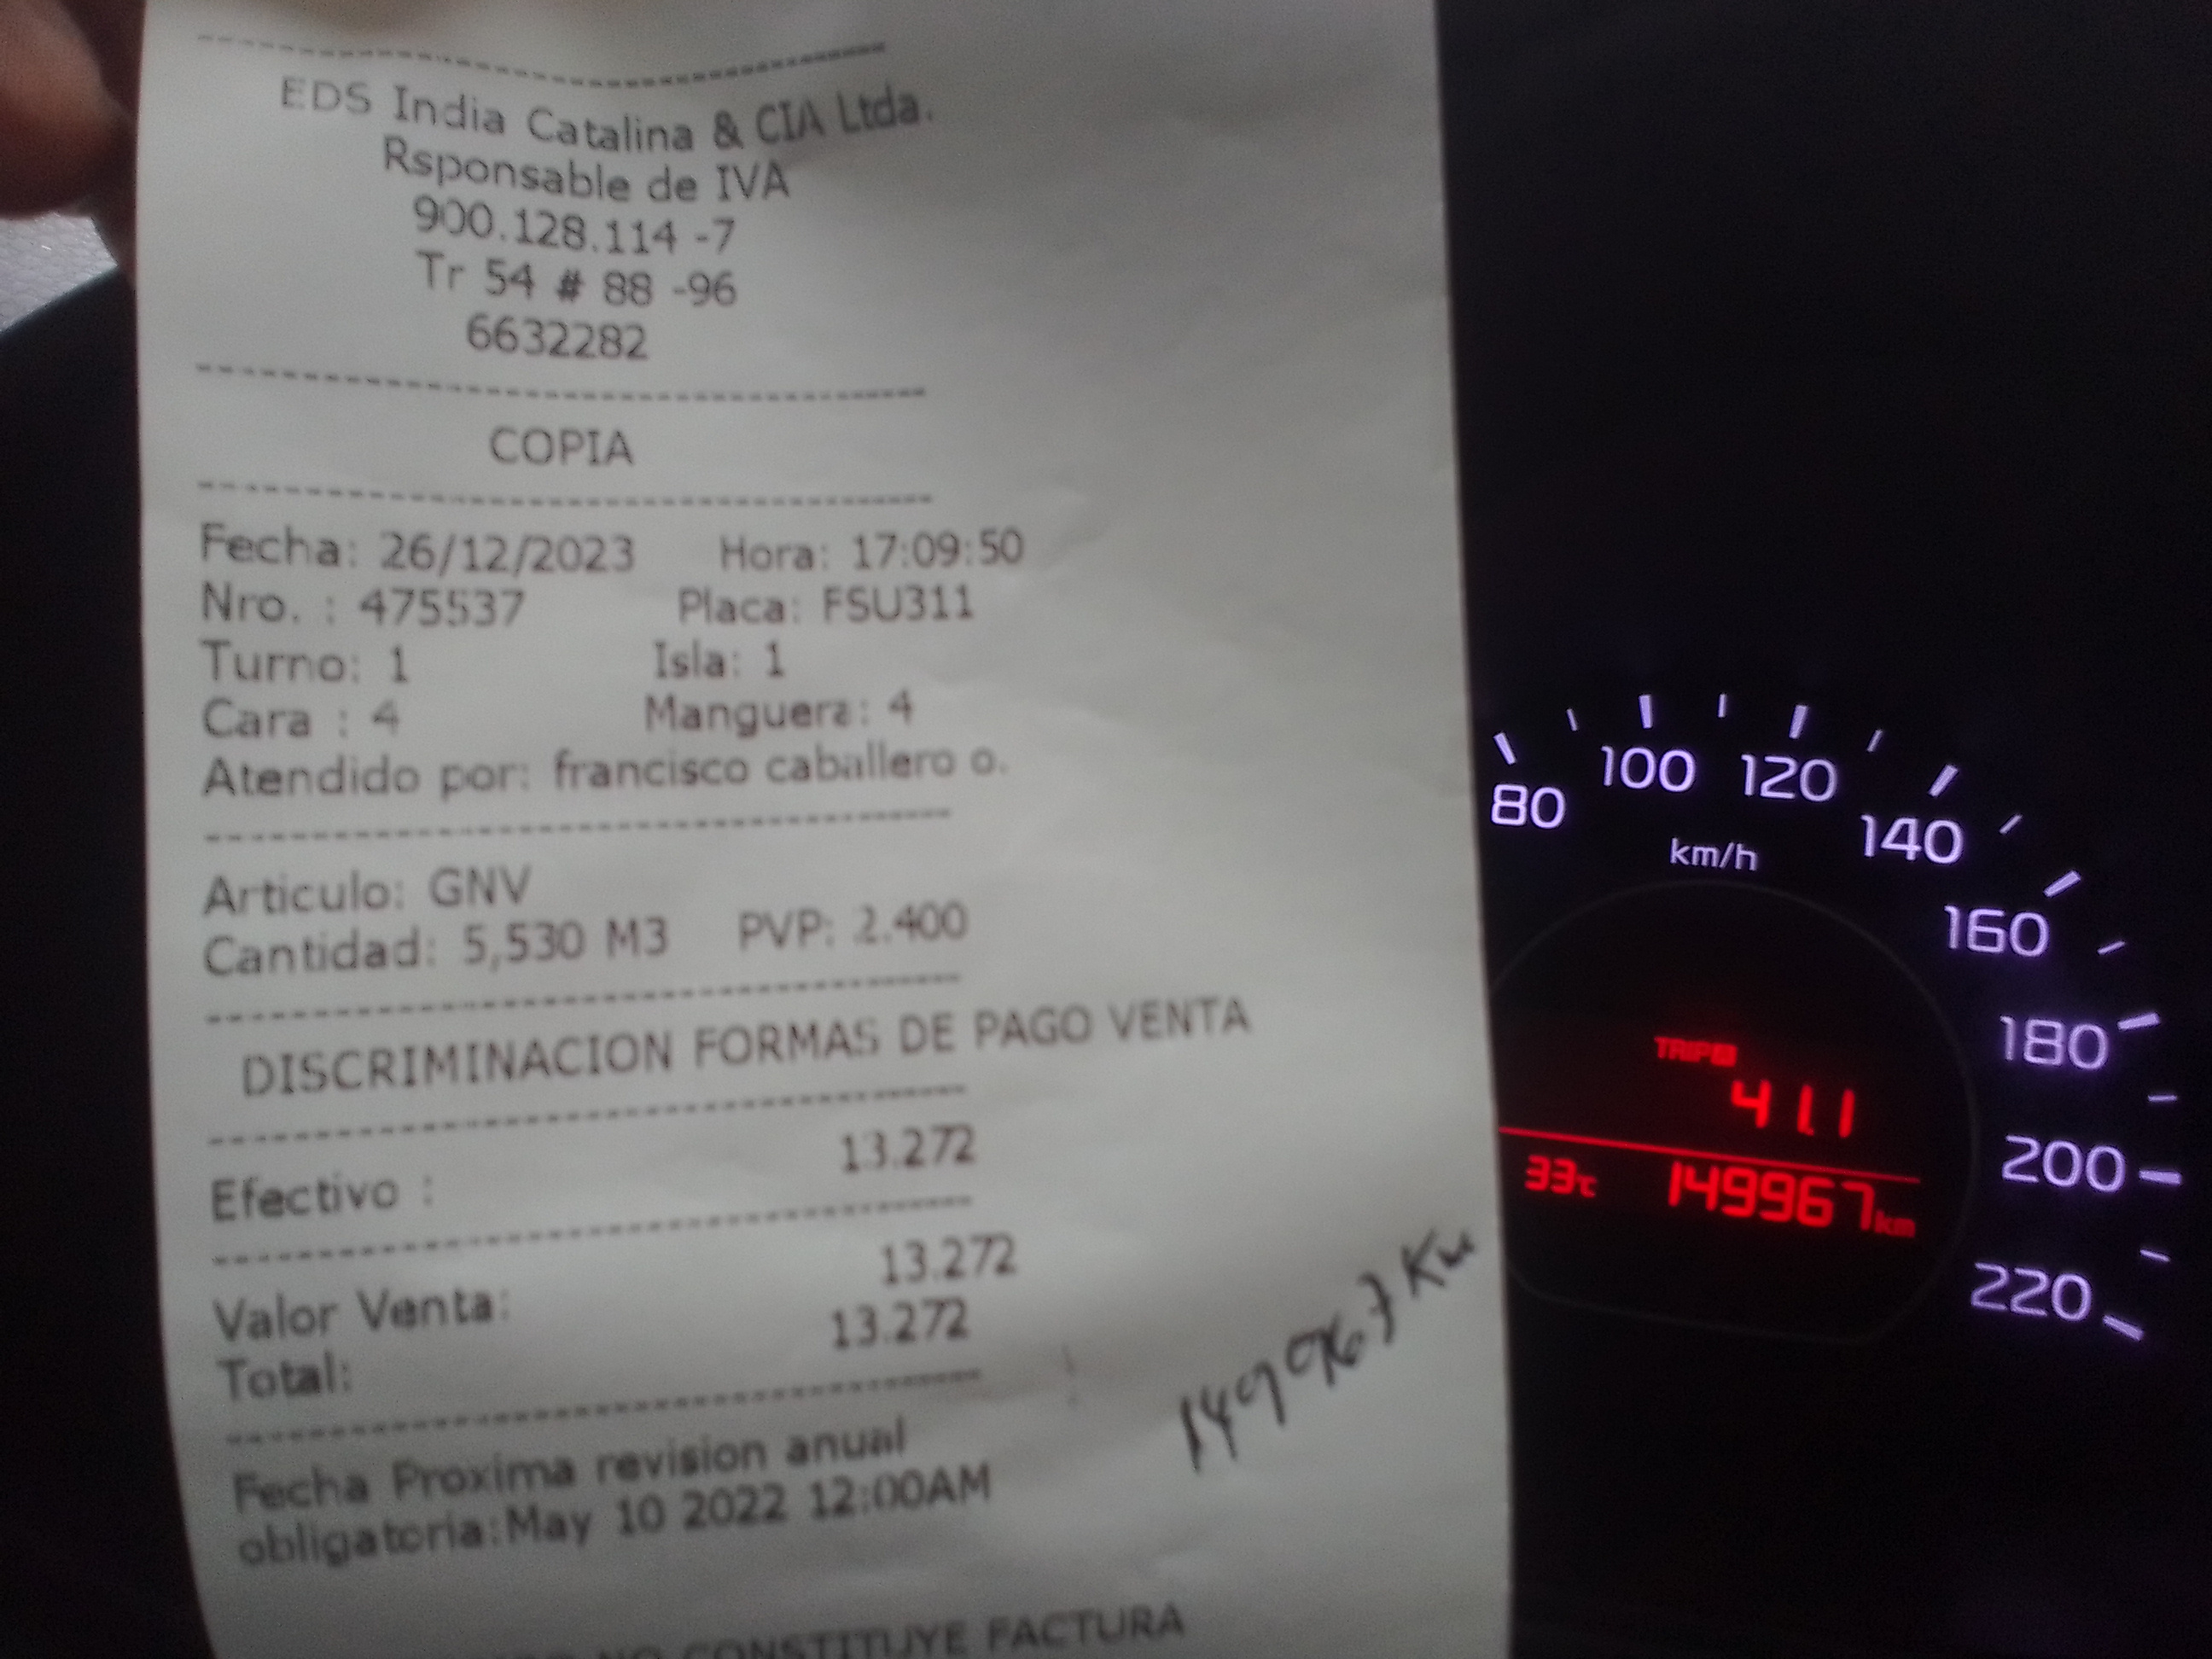 EDS India Catalina & CIA Ltda.
Rsponsable de IVA
900.128.114 -7
Tr 54 # 88 -96
6632282
COPIA
Fecha: 26/12/2023 Hora: 17:09:50
Nro. : 475537 Placa: FSU311
Turno: 1 Isla: 1
Cara : 4 Manguera: 4
Atendido por: francisco caballero o.
Articulo: GNV
Cantidad: 5,530 M3 PVP: 2.400
DISCRIMINACION FORMAS DE PAGO VENTA
Efectivo : 13.272
Valor Venta: 13.272
Total: 13.272
Fecha Proxima revision anual
obligatoria:May 10 2022 12:00AM
NO CONSTITUYE FACTURA
149967 Km
80
100
120
140
160
180
200
220
km/h
TRIP
41.1
33°C 149967 km